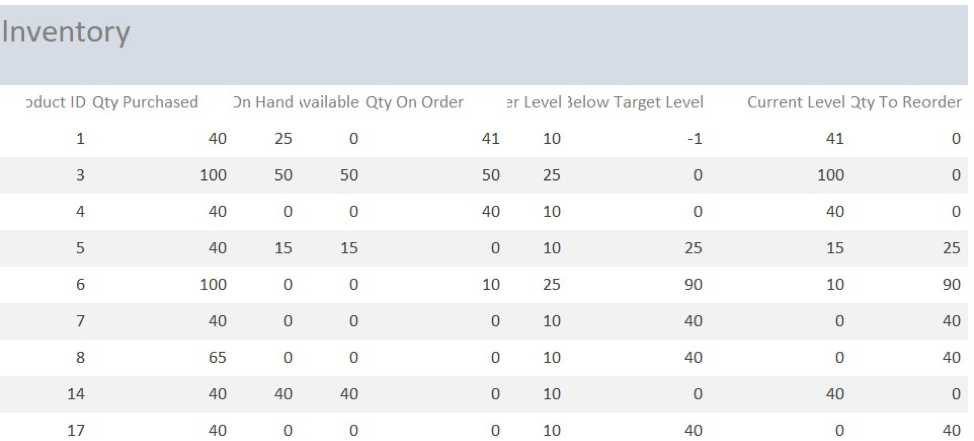 Inventory
oduct ID Qty Purchased On Hand vailable Qty On Order er Level Below Target Level Current Level Qty To Reorder
1 40 25 0 41 10 -1 41 0
3 100 50 50 50 25 0 100 0
4 40 0 0 40 10 0 40 0
5 40 15 15 0 10 25 15 25
6 100 0 0 10 25 90 10 90
7 40 0 0 0 10 40 0 40
8 65 0 0 0 10 40 0 40
14 40 40 40 0 10 0 40 0
17 40 0 0 0 10 40 0 40